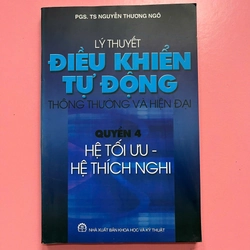 PGS. TS NGUYỄN THƯƠNG NGÔ
LÝ THUYẾT
ĐIỀU KHIỂN
TỰ ĐỘNG
THÔNG THƯỜNG VÀ HIỆN ĐẠI
QUYỂN 4
HỆ TỐI ƯU -
HỆ THÍCH NGHI
NHÀ XUẤT BẢN KHOA HỌC VÀ KỸ THUẬT